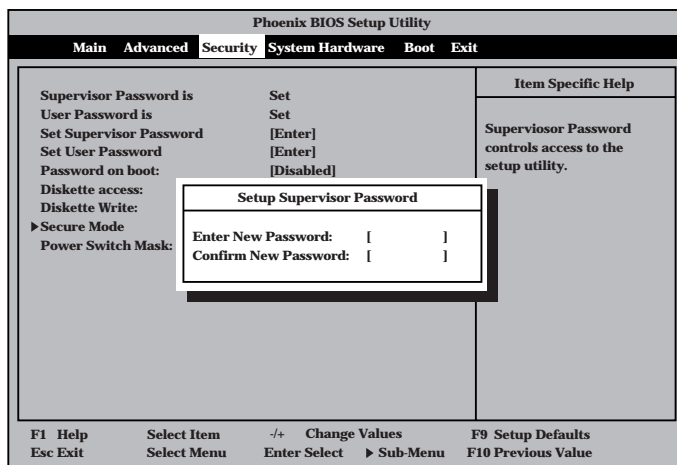 Phoenix BIOS Setup Utility
Main Advanced Security System Hardware Boot Exit
Item Specific Help
Superviosor Password
controls access to the
setup utility.
Supervisor Password is Set
User Password is Set
Set Supervisor Password [Enter]
Set User Password [Enter]
Password on boot: [Disabled]
Diskette access:
Diskette Write:
▶Secure Mode
Power Switch Mask:
Setup Supervisor Password
Enter New Password: [ ]
Confirm New Password: [ ]
F1 Help Select Item -/+ Change Values F9 Setup Defaults
Esc Exit Select Menu Enter Select ▶ Sub-Menu F10 Previous Value